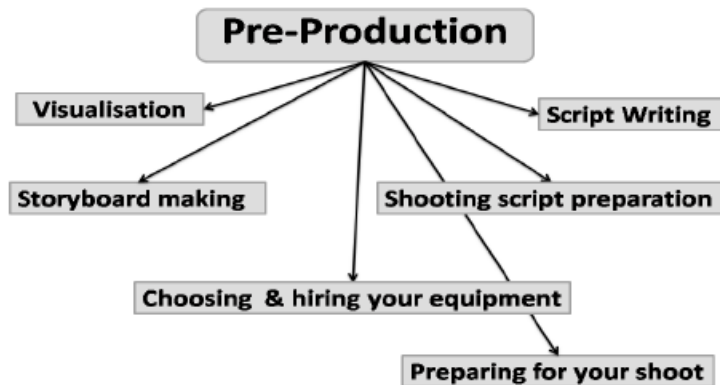 Pre-Production
Visualisation
Script Writing
Storyboard making
Shooting script preparation
Choosing & hiring your equipment
Preparing for your shoot